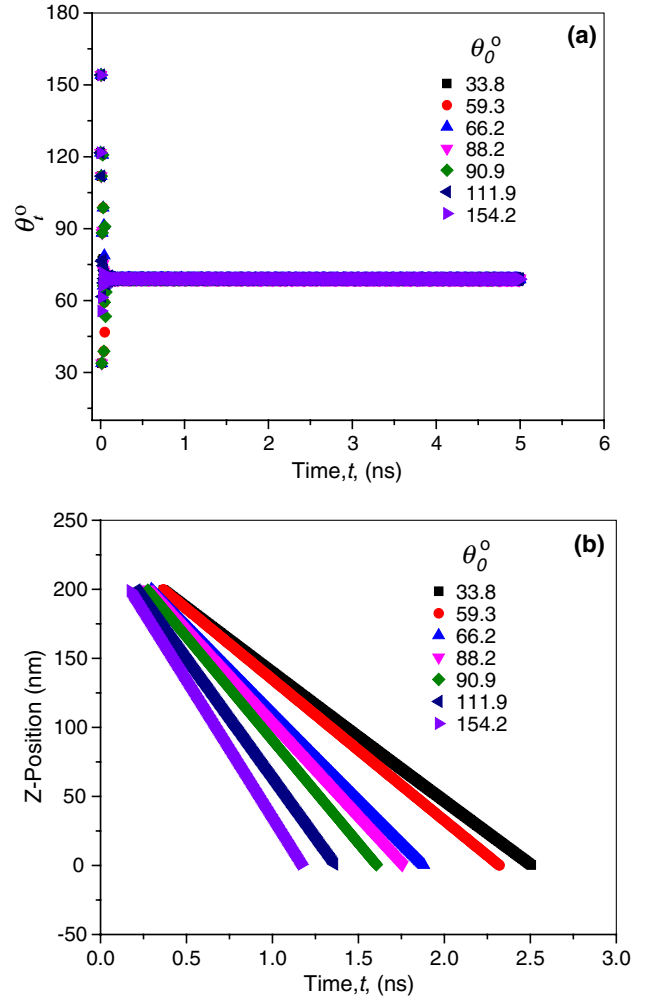 (a)
θ₀°
33.8
59.3
66.2
88.2
90.9
111.9
154.2
180
150
120
90
60
30
θₜ°
0 1 2 3 4 5 6
Time,t, (ns)
(b)
θ₀°
33.8
59.3
66.2
88.2
90.9
111.9
154.2
250
200
150
100
50
0
-50
Z-Position (nm)
0.0 0.5 1.0 1.5 2.0 2.5 3.0
Time,t, (ns)